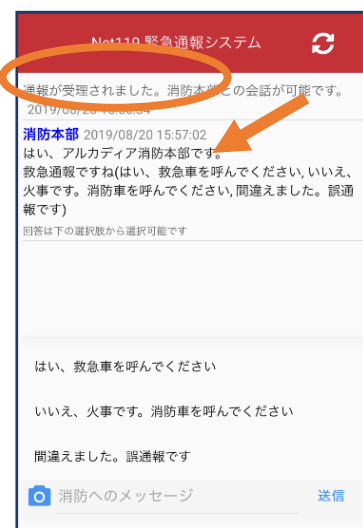 Net119 緊急通報システム
通報が受理されました。消防本部との会話が可能です。
2019/08/20
消防本部 2019/08/20 15:57:02
はい、アルカディア消防本部です。
救急通報ですね(はい、救急車を呼んでください, いいえ、
火事です。消防車を呼んでください, 間違えました。誤通
報です)
回答は下の選択肢から選択可能です
はい、救急車を呼んでください
いいえ、火事です。消防車を呼んでください
間違えました。誤通報です
消防へのメッセージ
送信